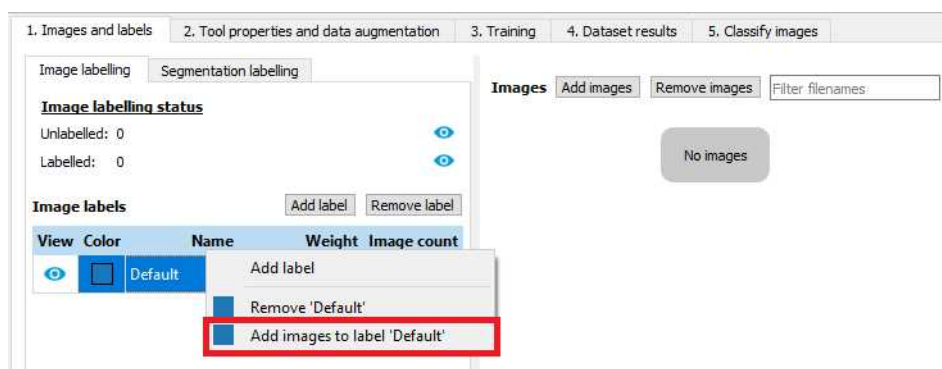 1. Images and labels 2. Tool properties and data augmentation 3. Training 4. Dataset results 5. Classify images
Image labelling Segmentation labelling
Images Add images Remove images Filter filenames
Image labelling status
Unlabelled: 0
Labelled: 0
No images
Image labels Add label Remove label
View Color Name Weight Image count
Default
Add label
Remove 'Default'
Add images to label 'Default'